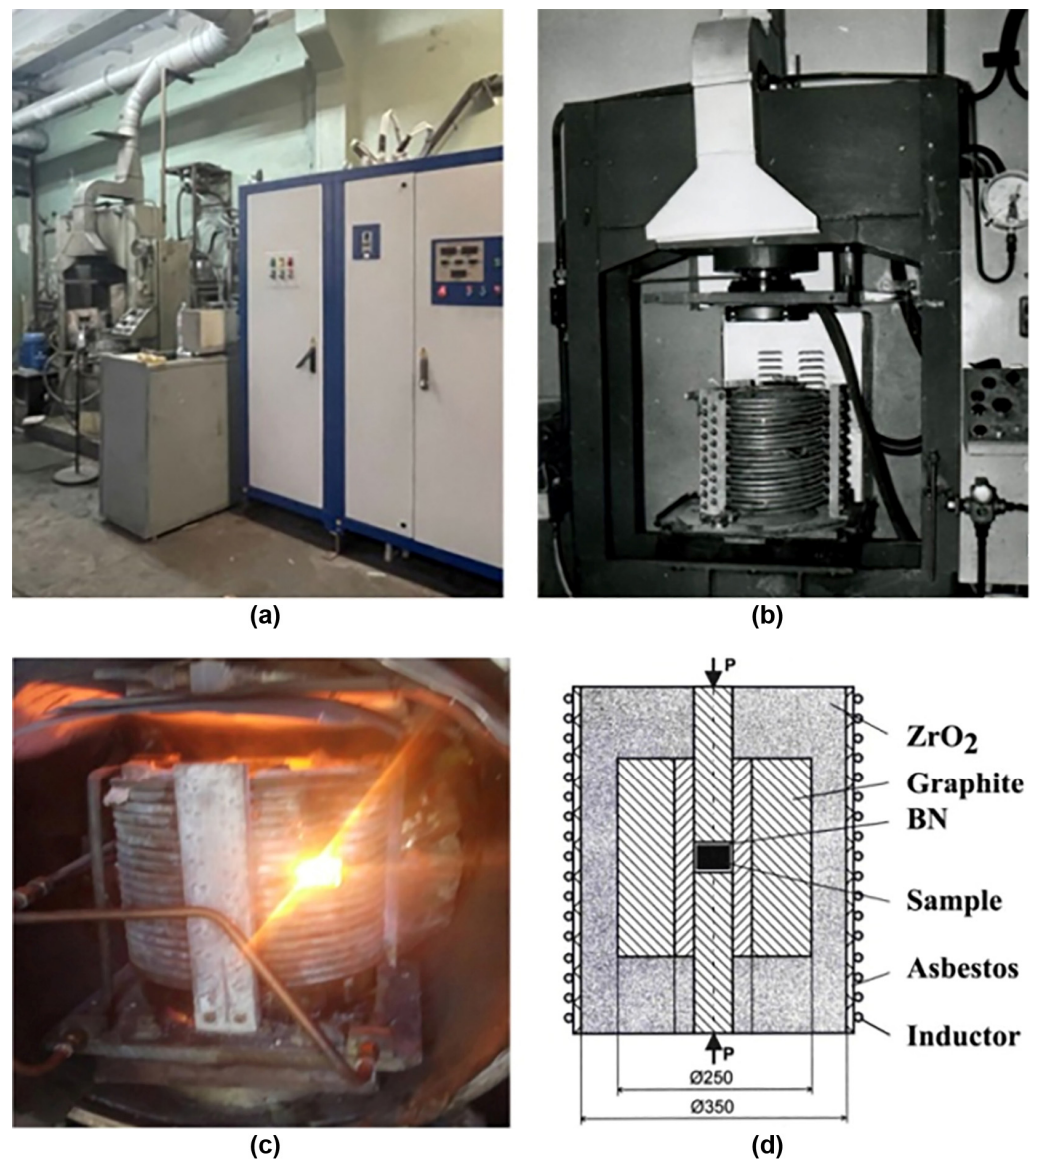 (a)
(b)
P
ZrO2
Graphite
BN
Sample
Asbestos
Inductor
P
Ø250
Ø350
(c)
(d)